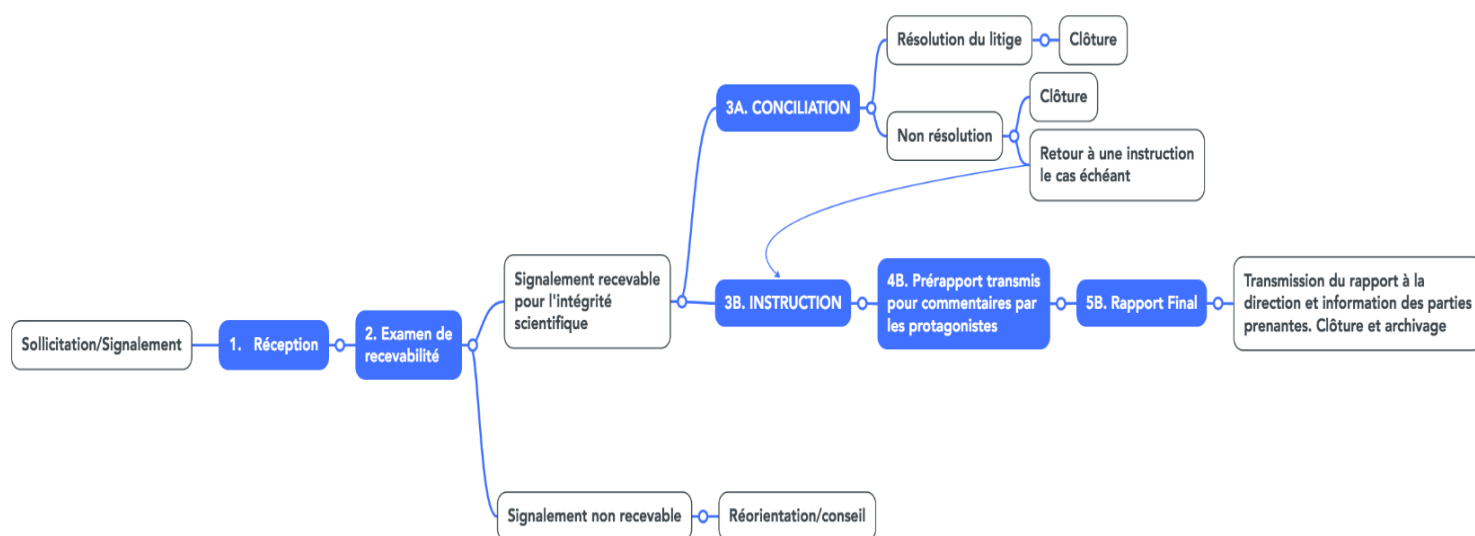 Sollicitation/Signalement
1. Réception
2. Examen de
recevabilité
Signalement recevable
pour l'intégrité
scientifique
3A. CONCILIATION
Résolution du litige
Clôture
Non résolution
Clôture
Retour à une instruction
le cas échéant
3B. INSTRUCTION
4B. Prérapport transmis
pour commentaires par
les protagonistes
5B. Rapport Final
Transmission du rapport à la
direction et information des parties
prenantes. Clôture et archivage
Signalement non recevable
Réorientation/conseil